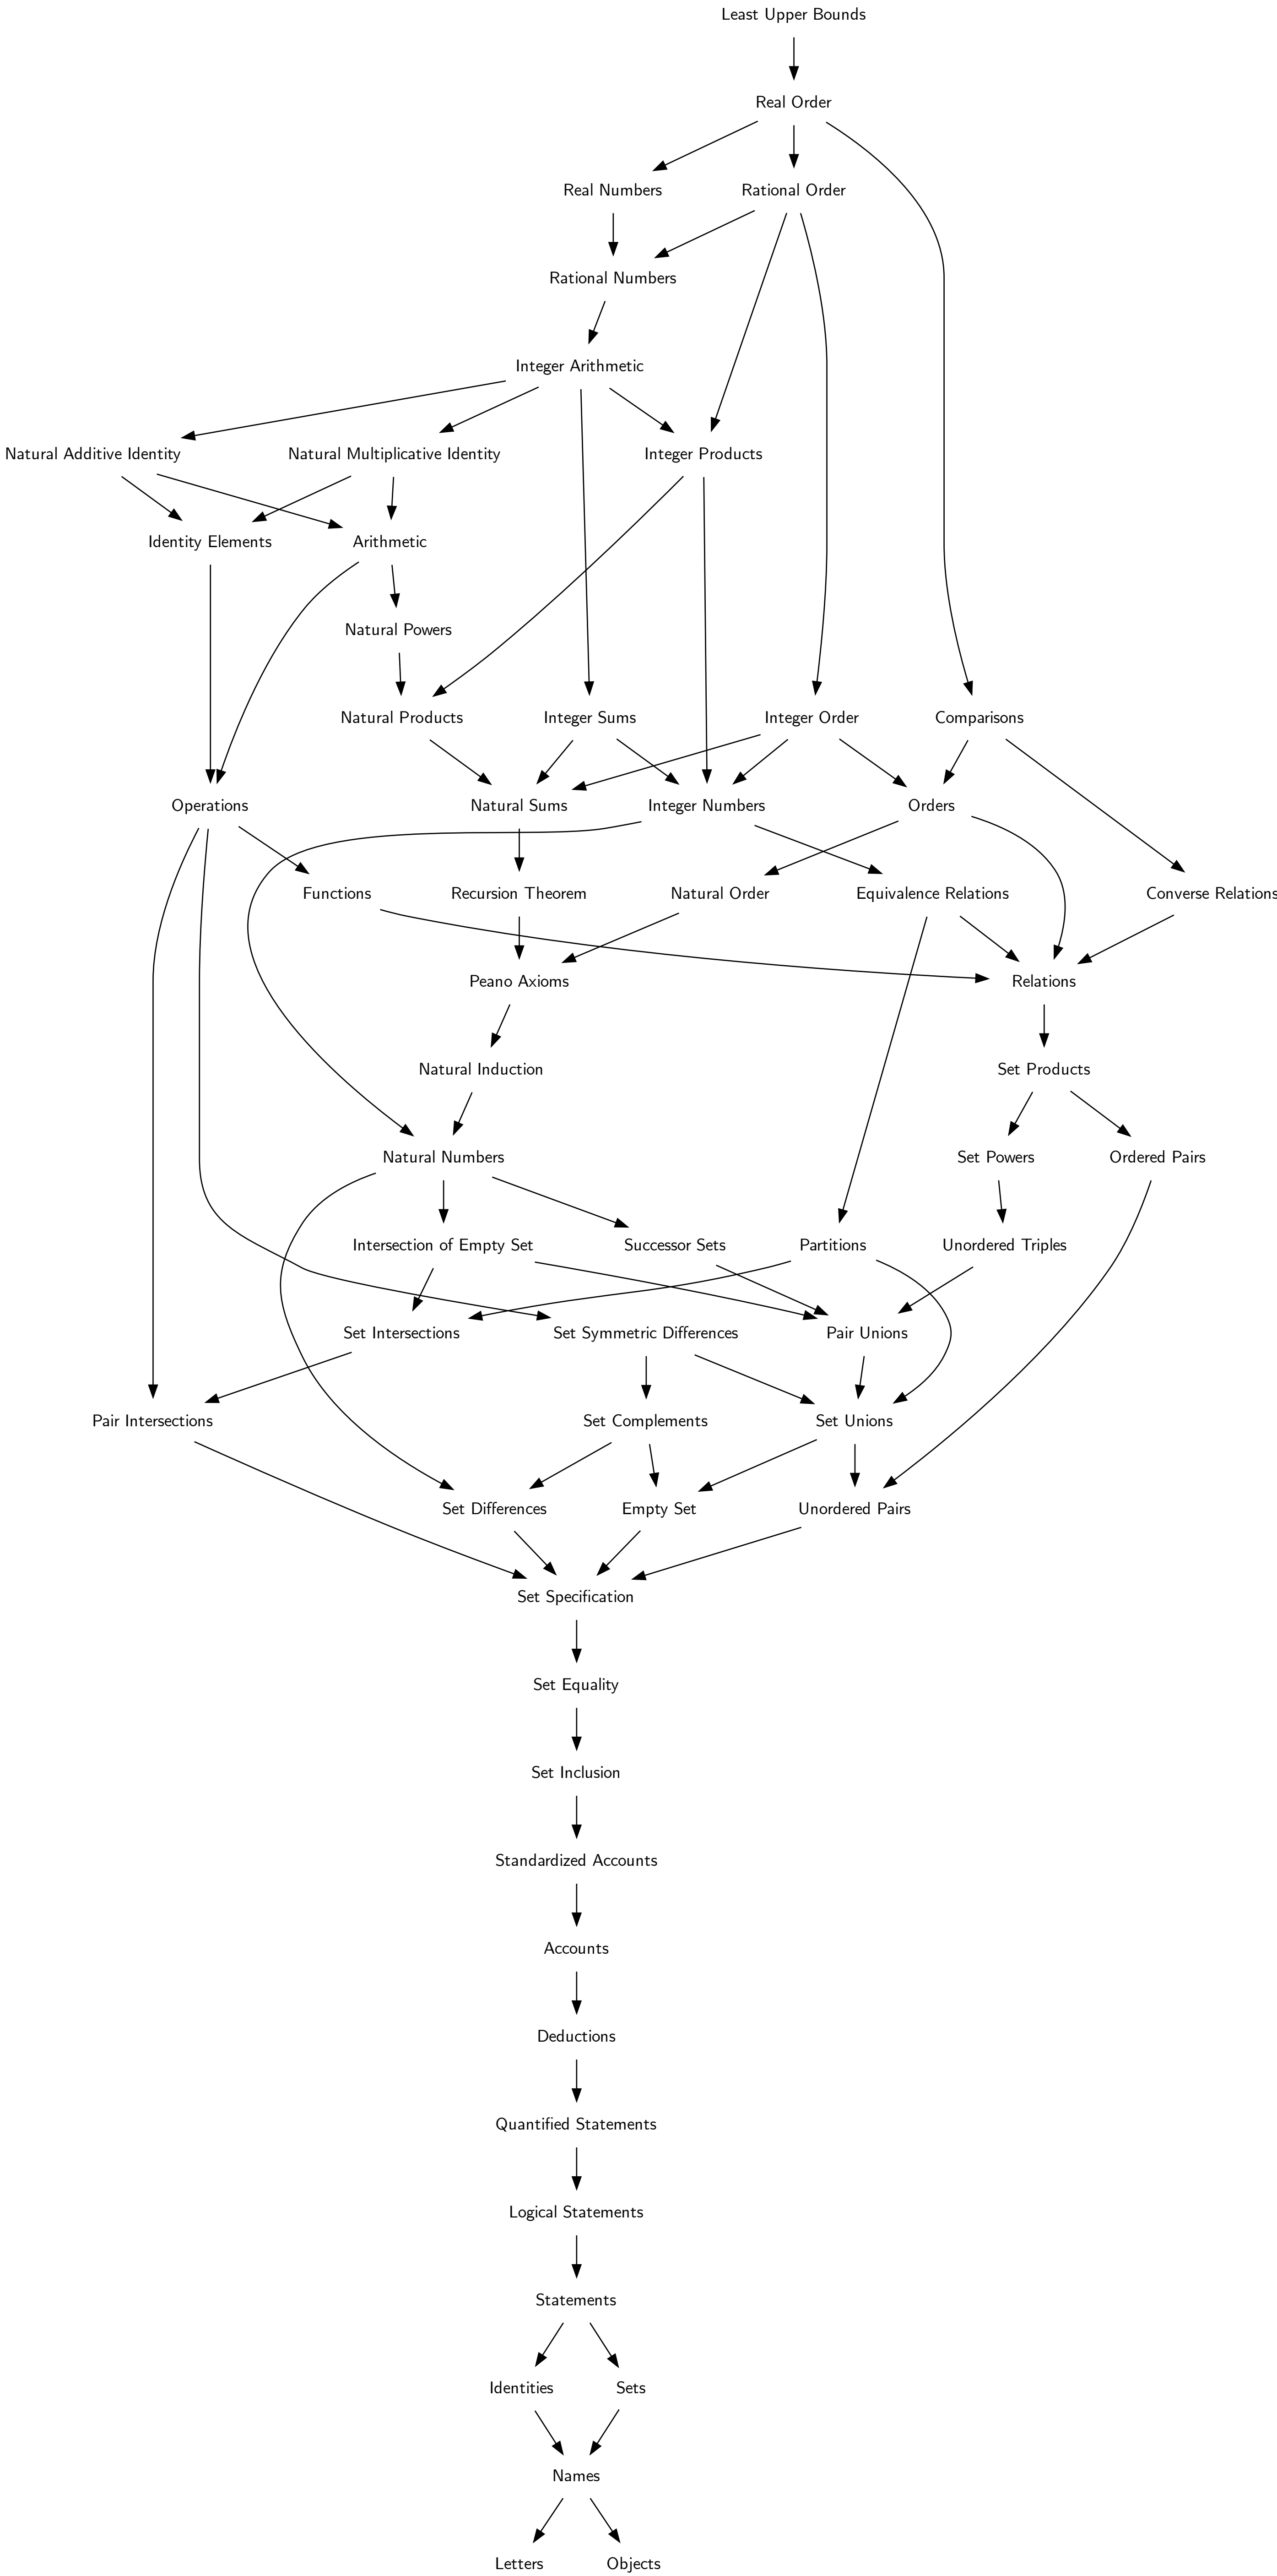 Least Upper Bounds
Real Order
Real Numbers
Rational Order
Rational Numbers
Integer Arithmetic
Natural Additive Identity
Natural Multiplicative Identity
Integer Products
Identity Elements
Arithmetic
Natural Powers
Natural Products
Integer Sums
Integer Order
Comparisons
Operations
Natural Sums
Integer Numbers
Orders
Functions
Recursion Theorem
Natural Order
Equivalence Relations
Converse Relations
Peano Axioms
Relations
Natural Induction
Set Products
Natural Numbers
Set Powers
Ordered Pairs
Intersection of Empty Set
Successor Sets
Partitions
Unordered Triples
Set Intersections
Set Symmetric Differences
Pair Unions
Pair Intersections
Set Complements
Set Unions
Set Differences
Empty Set
Unordered Pairs
Set Specification
Set Equality
Set Inclusion
Standardized Accounts
Accounts
Deductions
Quantified Statements
Logical Statements
Statements
Identities
Sets
Names
Letters
Objects